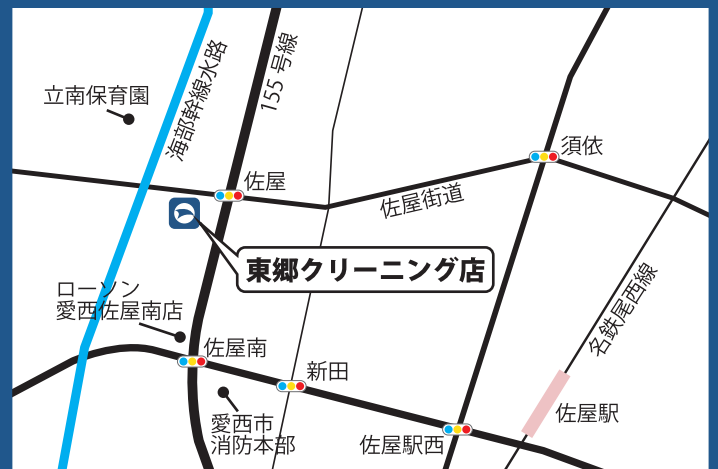 155号線
海部幹線水路
立南保育園
須依
佐屋
佐屋街道
東郷クリーニング店
ローソン
愛西佐屋南店
名鉄尾西線
佐屋南
新田
佐屋駅
愛西市
消防本部
佐屋駅西